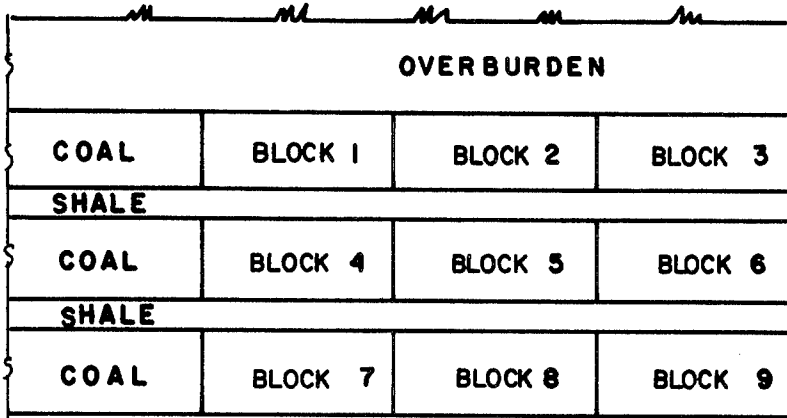 OVERBURDEN
COAL BLOCK 1 BLOCK 2 BLOCK 3
SHALE
COAL BLOCK 4 BLOCK 5 BLOCK 6
SHALE
COAL BLOCK 7 BLOCK 8 BLOCK 9